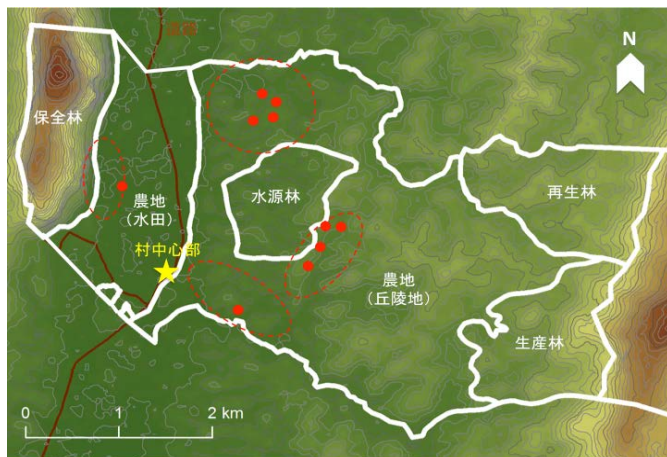 N
保全林
農地
（水田）
水源林
再生林
村中心部
農地
（丘陵地）
生産林
0 1 2 km